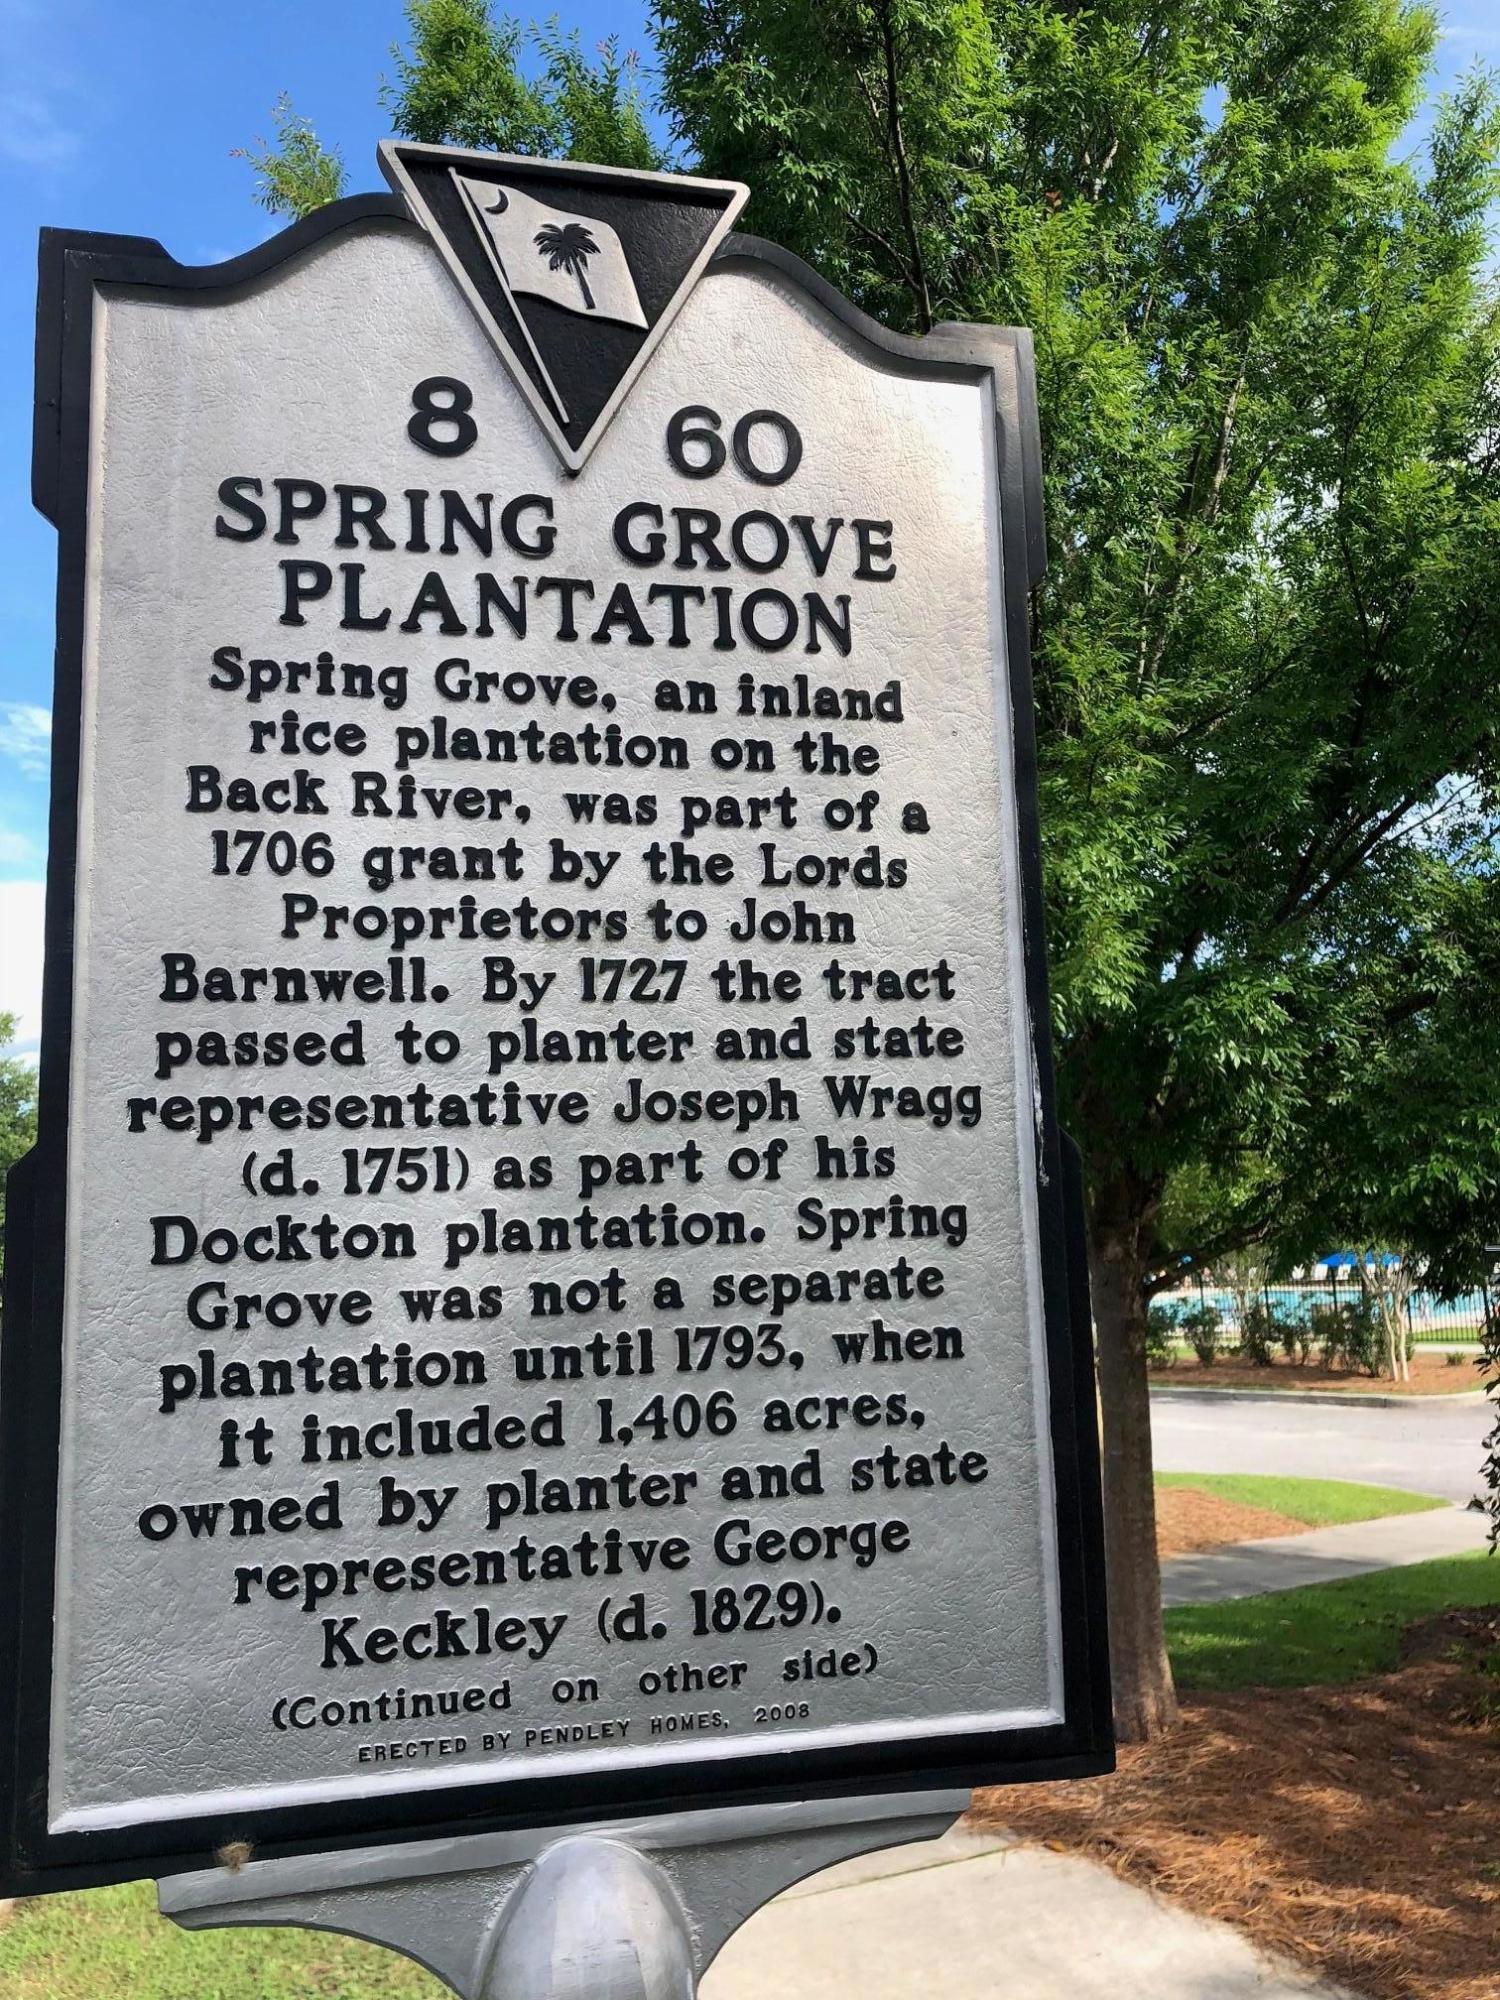 8 60
SPRING GROVE
PLANTATION
Spring Grove, an inland
rice plantation on the
Back River, was part of a
1706 grant by the Lords
Proprietors to John
Barnwell. By 1727 the tract
passed to planter and state
representative Joseph Wragg
(d. 1751) as part of his
Dockton plantation. Spring
Grove was not a separate
plantation until 1793, when
it included 1,406 acres,
owned by planter and state
representative George
Keckley (d. 1829).
(Continued on other side)
ERECTED BY PENDLEY HOMES, 2008